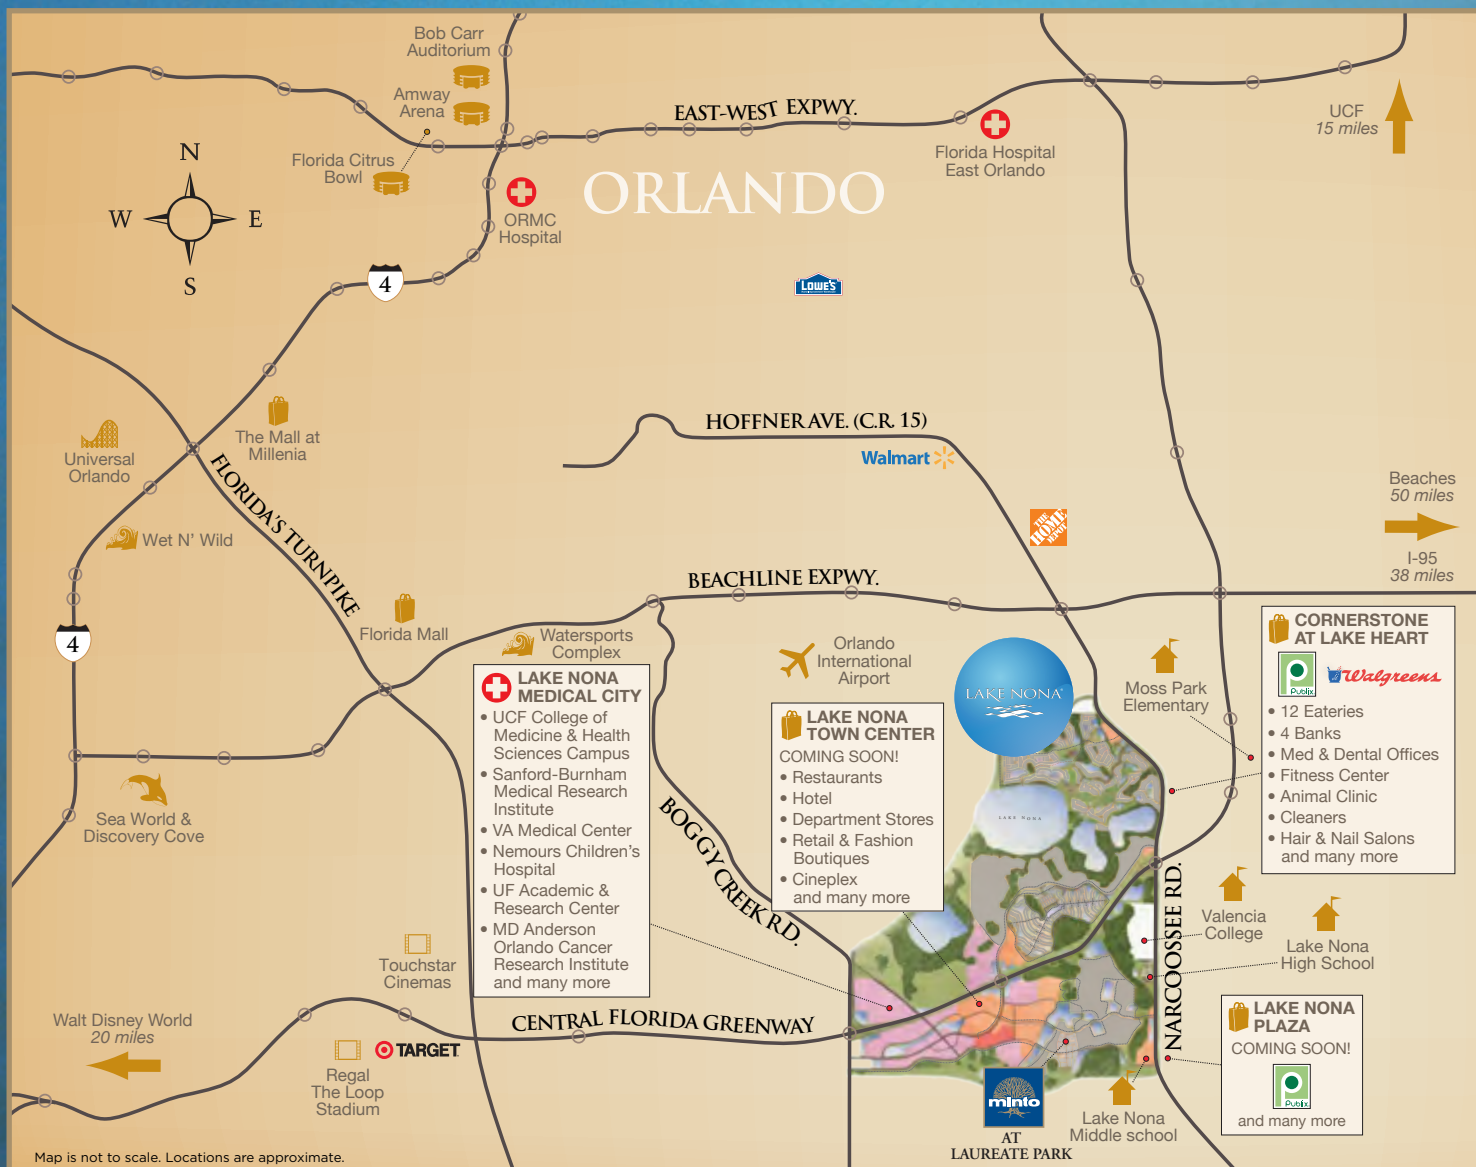 Bob Carr
Auditorium
Amway
Arena
Florida Citrus
Bowl
EAST-WEST EXPWY.
UCF
15 miles
Florida Hospital
East Orlando
N
W
E
S
ORLANDO
ORMC
Hospital
4
LOWE'S
The Mall at
Millenia
Universal
Orlando
HOFFNER AVE. (C.R. 15)
Walmart
Beaches
50 miles
I-95
38 miles
THE
HOME
DEPOT
Wet N' Wild
FLORIDA'S TURNPIKE
BEACHLINE EXPWY.
4
Florida Mall
Watersports
Complex
Orlando
International
Airport
LAKE NONA
Moss Park
Elementary
CORNERSTONE
AT LAKE HEART
Publix
Walgreens
• 12 Eateries
• 4 Banks
• Med & Dental Offices
• Fitness Center
• Animal Clinic
• Cleaners
• Hair & Nail Salons
and many more
LAKE NONA
MEDICAL CITY
• UCF College of
Medicine & Health
Sciences Campus
• Sanford-Burnham
Medical Research
Institute
• VA Medical Center
• Nemours Children's
Hospital
• UF Academic &
Research Center
• MD Anderson
Orlando Cancer
Research Institute
and many more
LAKE NONA
TOWN CENTER
COMING SOON!
• Restaurants
• Hotel
• Department Stores
• Retail & Fashion
Boutiques
• Cineplex
and many more
LAKE NONA
Sea World &
Discovery Cove
BOGGY CREEK RD.
NARCOOSSEE RD.
Valencia
College
Lake Nona
High School
Touchstar
Cinemas
CENTRAL FLORIDA GREENWAY
Walt Disney World
20 miles
TARGET
Regal
The Loop
Stadium
LAKE NONA
PLAZA
COMING SOON!
Publix
and many more
minto
AT
LAUREATE PARK
Lake Nona
Middle school
Map is not to scale. Locations are approximate.